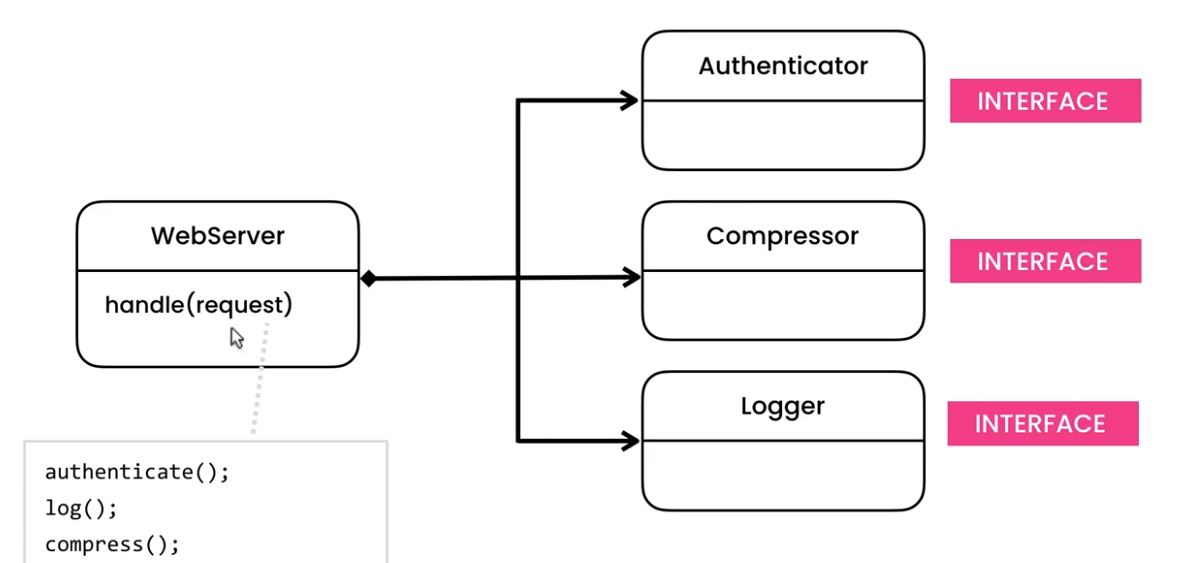 Authenticator
INTERFACE
WebServer
handle(request)
Compressor
INTERFACE
Logger
INTERFACE
authenticate();
log();
compress();